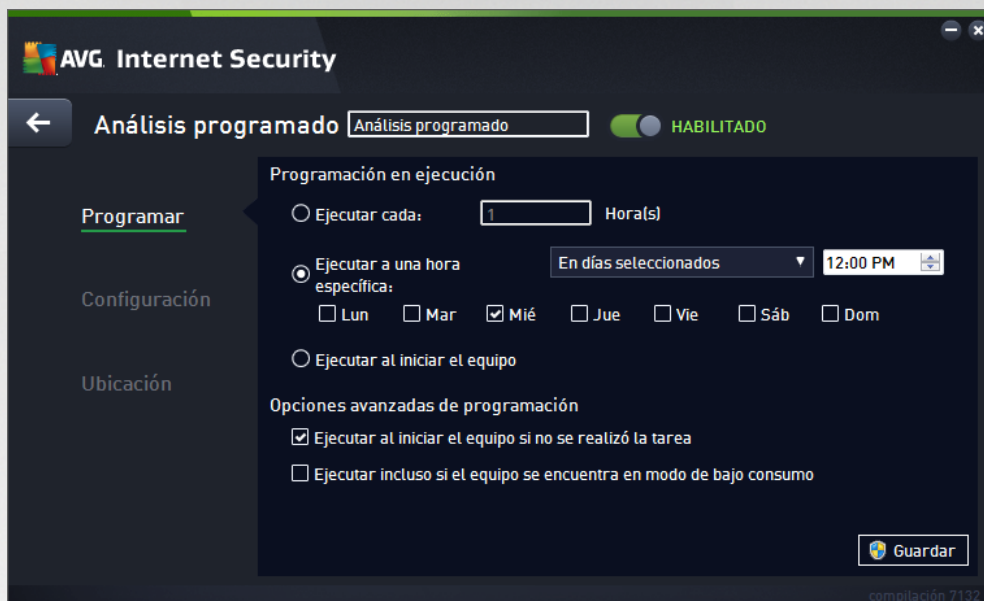 AVG Internet Security
Análisis programado Análisis programado HABILITADO
Programar
Configuración
Ubicación
Programación en ejecución
Ejecutar cada: 1 Hora(s)
Ejecutar a una hora
específica:
En días seleccionados 12:00 PM
Lun Mar Mié Jue Vie Sáb Dom
Ejecutar al iniciar el equipo
Opciones avanzadas de programación
Ejecutar al iniciar el equipo si no se realizó la tarea
Ejecutar incluso si el equipo se encuentra en modo de bajo consumo
Guardar
compilación 7132